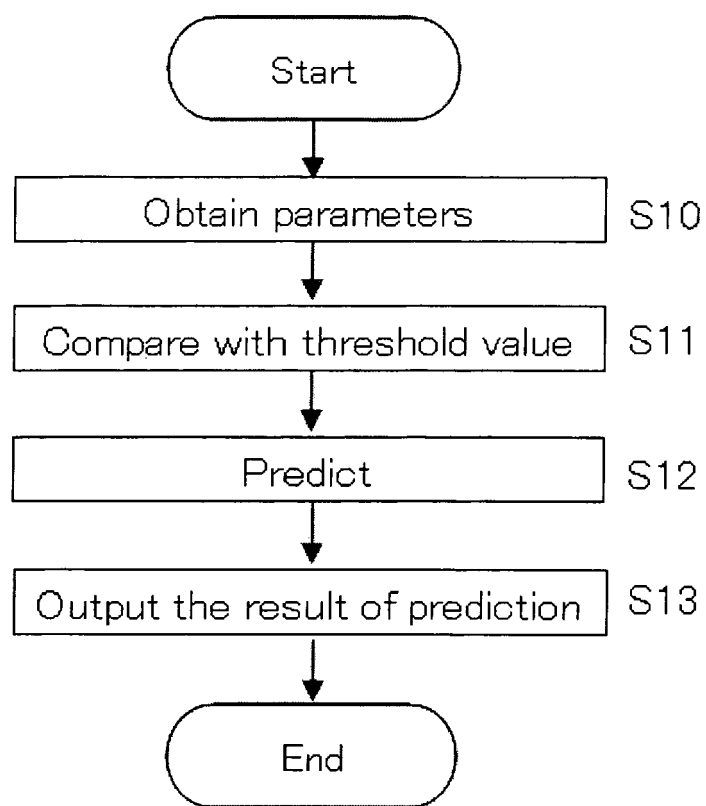 Start
Obtain parameters S10
Compare with threshold value S11
Predict S12
Output the result of prediction S13
End